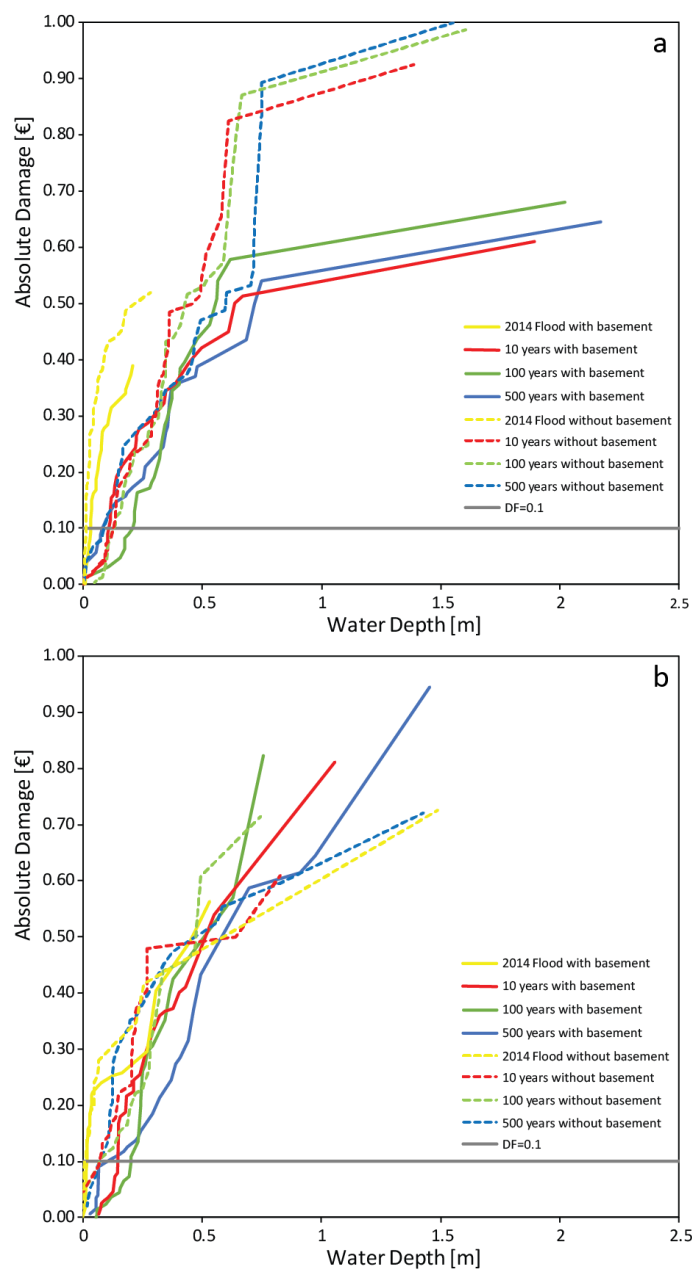 a
1.00
0.90
0.80
0.70
0.60
0.50
0.40
0.30
0.20
0.10
0.00
Absolute Damage [€]
2014 Flood with basement
10 years with basement
100 years with basement
500 years with basement
2014 Flood without basement
10 years without basement
100 years without basement
500 years without basement
DF=0.1
0 0.5 1 1.5 2 2.5
Water Depth [m]
b
1.00
0.90
0.80
0.70
0.60
0.50
0.40
0.30
0.20
0.10
0.00
Absolute Damage [€]
2014 Flood with basement
10 years with basement
100 years with basement
500 years with basement
2014 Flood without basement
10 years without basement
100 years without basement
500 years without basement
DF=0.1
0 0.5 1 1.5 2 2.5
Water Depth [m]